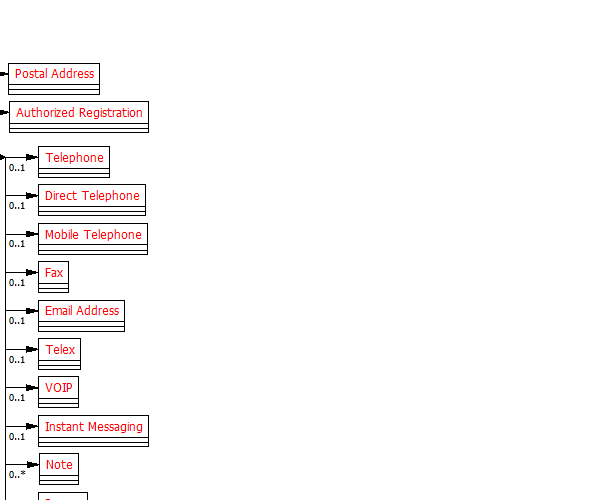 Postal Address
Authorized Registration
Telephone
0..1
Direct Telephone
0..1
Mobile Telephone
0..1
Fax
0..1
Email Address
0..1
Telex
0..1
VOIP
0..1
Instant Messaging
0..1
Note
0..*